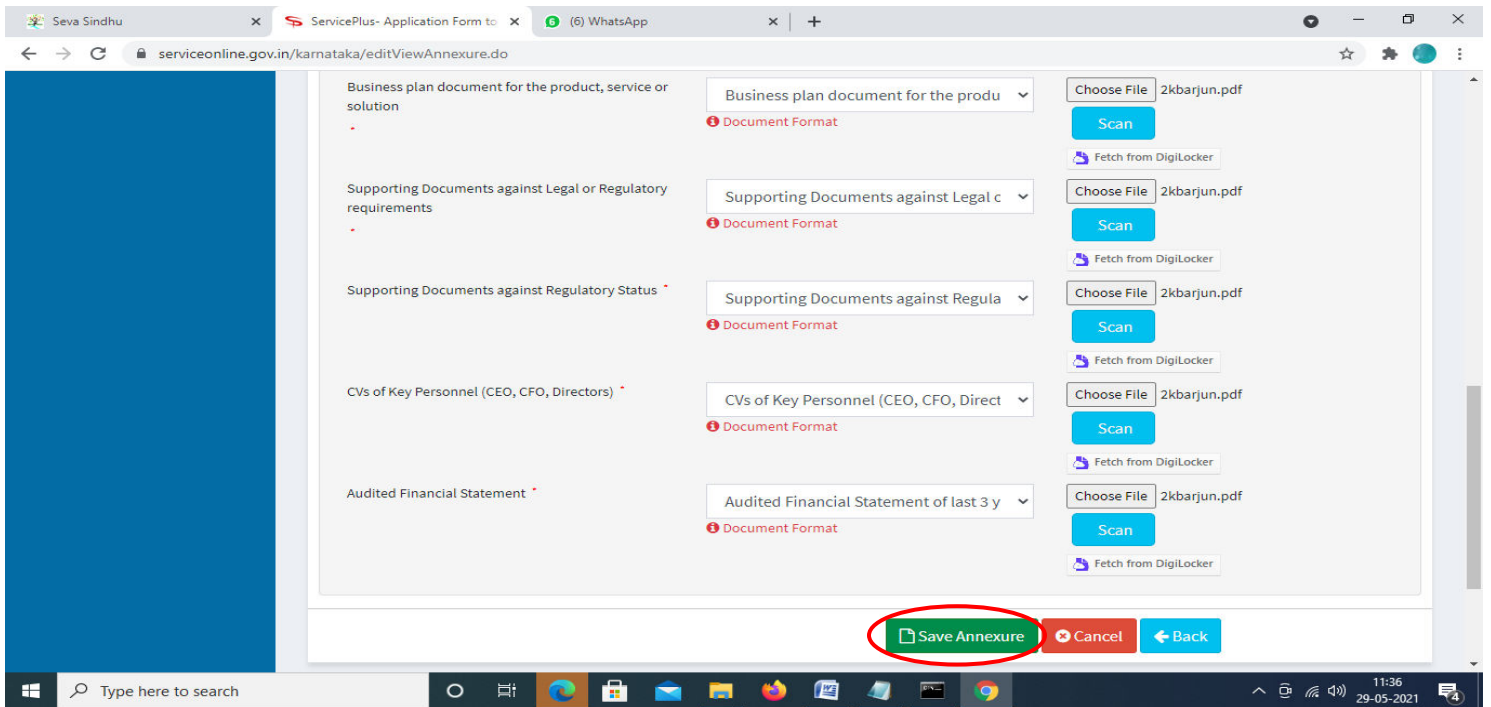 Seva Sindhu
ServicePlus- Application Form to
6 (6) WhatsApp
serviceonline.gov.in/karnataka/editViewAnnexure.do
Business plan document for the product, service or
solution
*
Business plan document for the produ
Document Format
Choose File 2kbarjun.pdf
Scan
Fetch from DigiLocker
Supporting Documents against Legal or Regulatory
requirements
*
Supporting Documents against Legal c
Document Format
Choose File 2kbarjun.pdf
Scan
Fetch from DigiLocker
Supporting Documents against Regulatory Status *
Supporting Documents against Regula
Document Format
Choose File 2kbarjun.pdf
Scan
Fetch from DigiLocker
CVs of Key Personnel (CEO, CFO, Directors) *
CVs of Key Personnel (CEO, CFO, Direct
Document Format
Choose File 2kbarjun.pdf
Scan
Fetch from DigiLocker
Audited Financial Statement *
Audited Financial Statement of last 3 y
Document Format
Choose File 2kbarjun.pdf
Scan
Fetch from DigiLocker
Save Annexure
Cancel
Back
Type here to search
11:36
29-05-2021
4